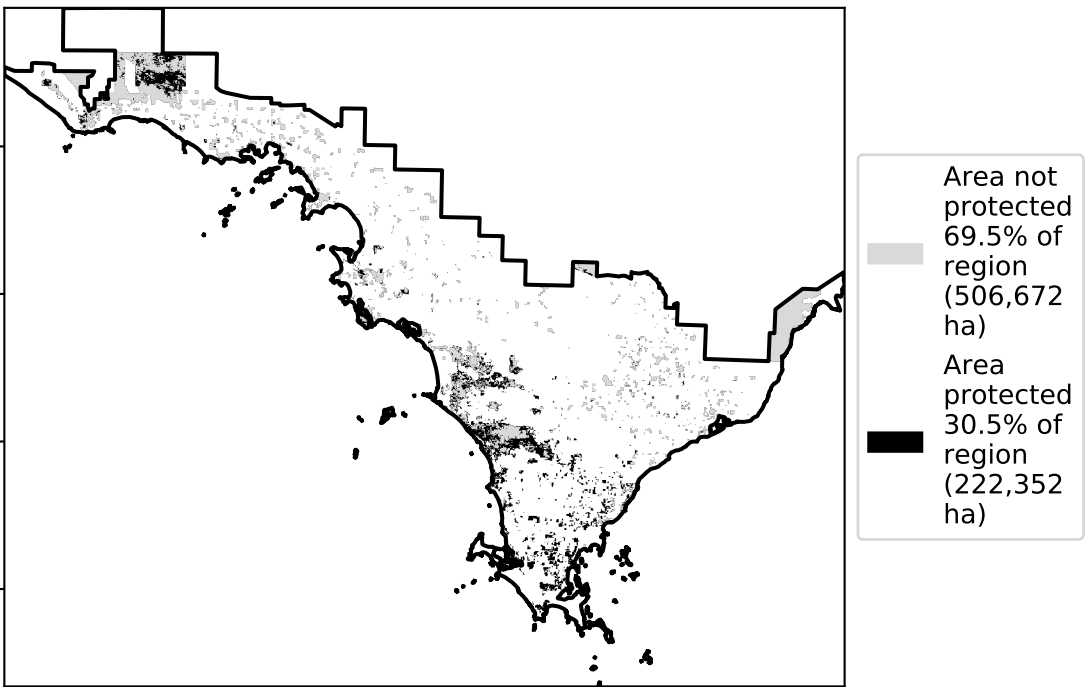 Area not
protected
69.5% of
region
(506,672
ha)
Area
protected
30.5% of
region
(222,352
ha)